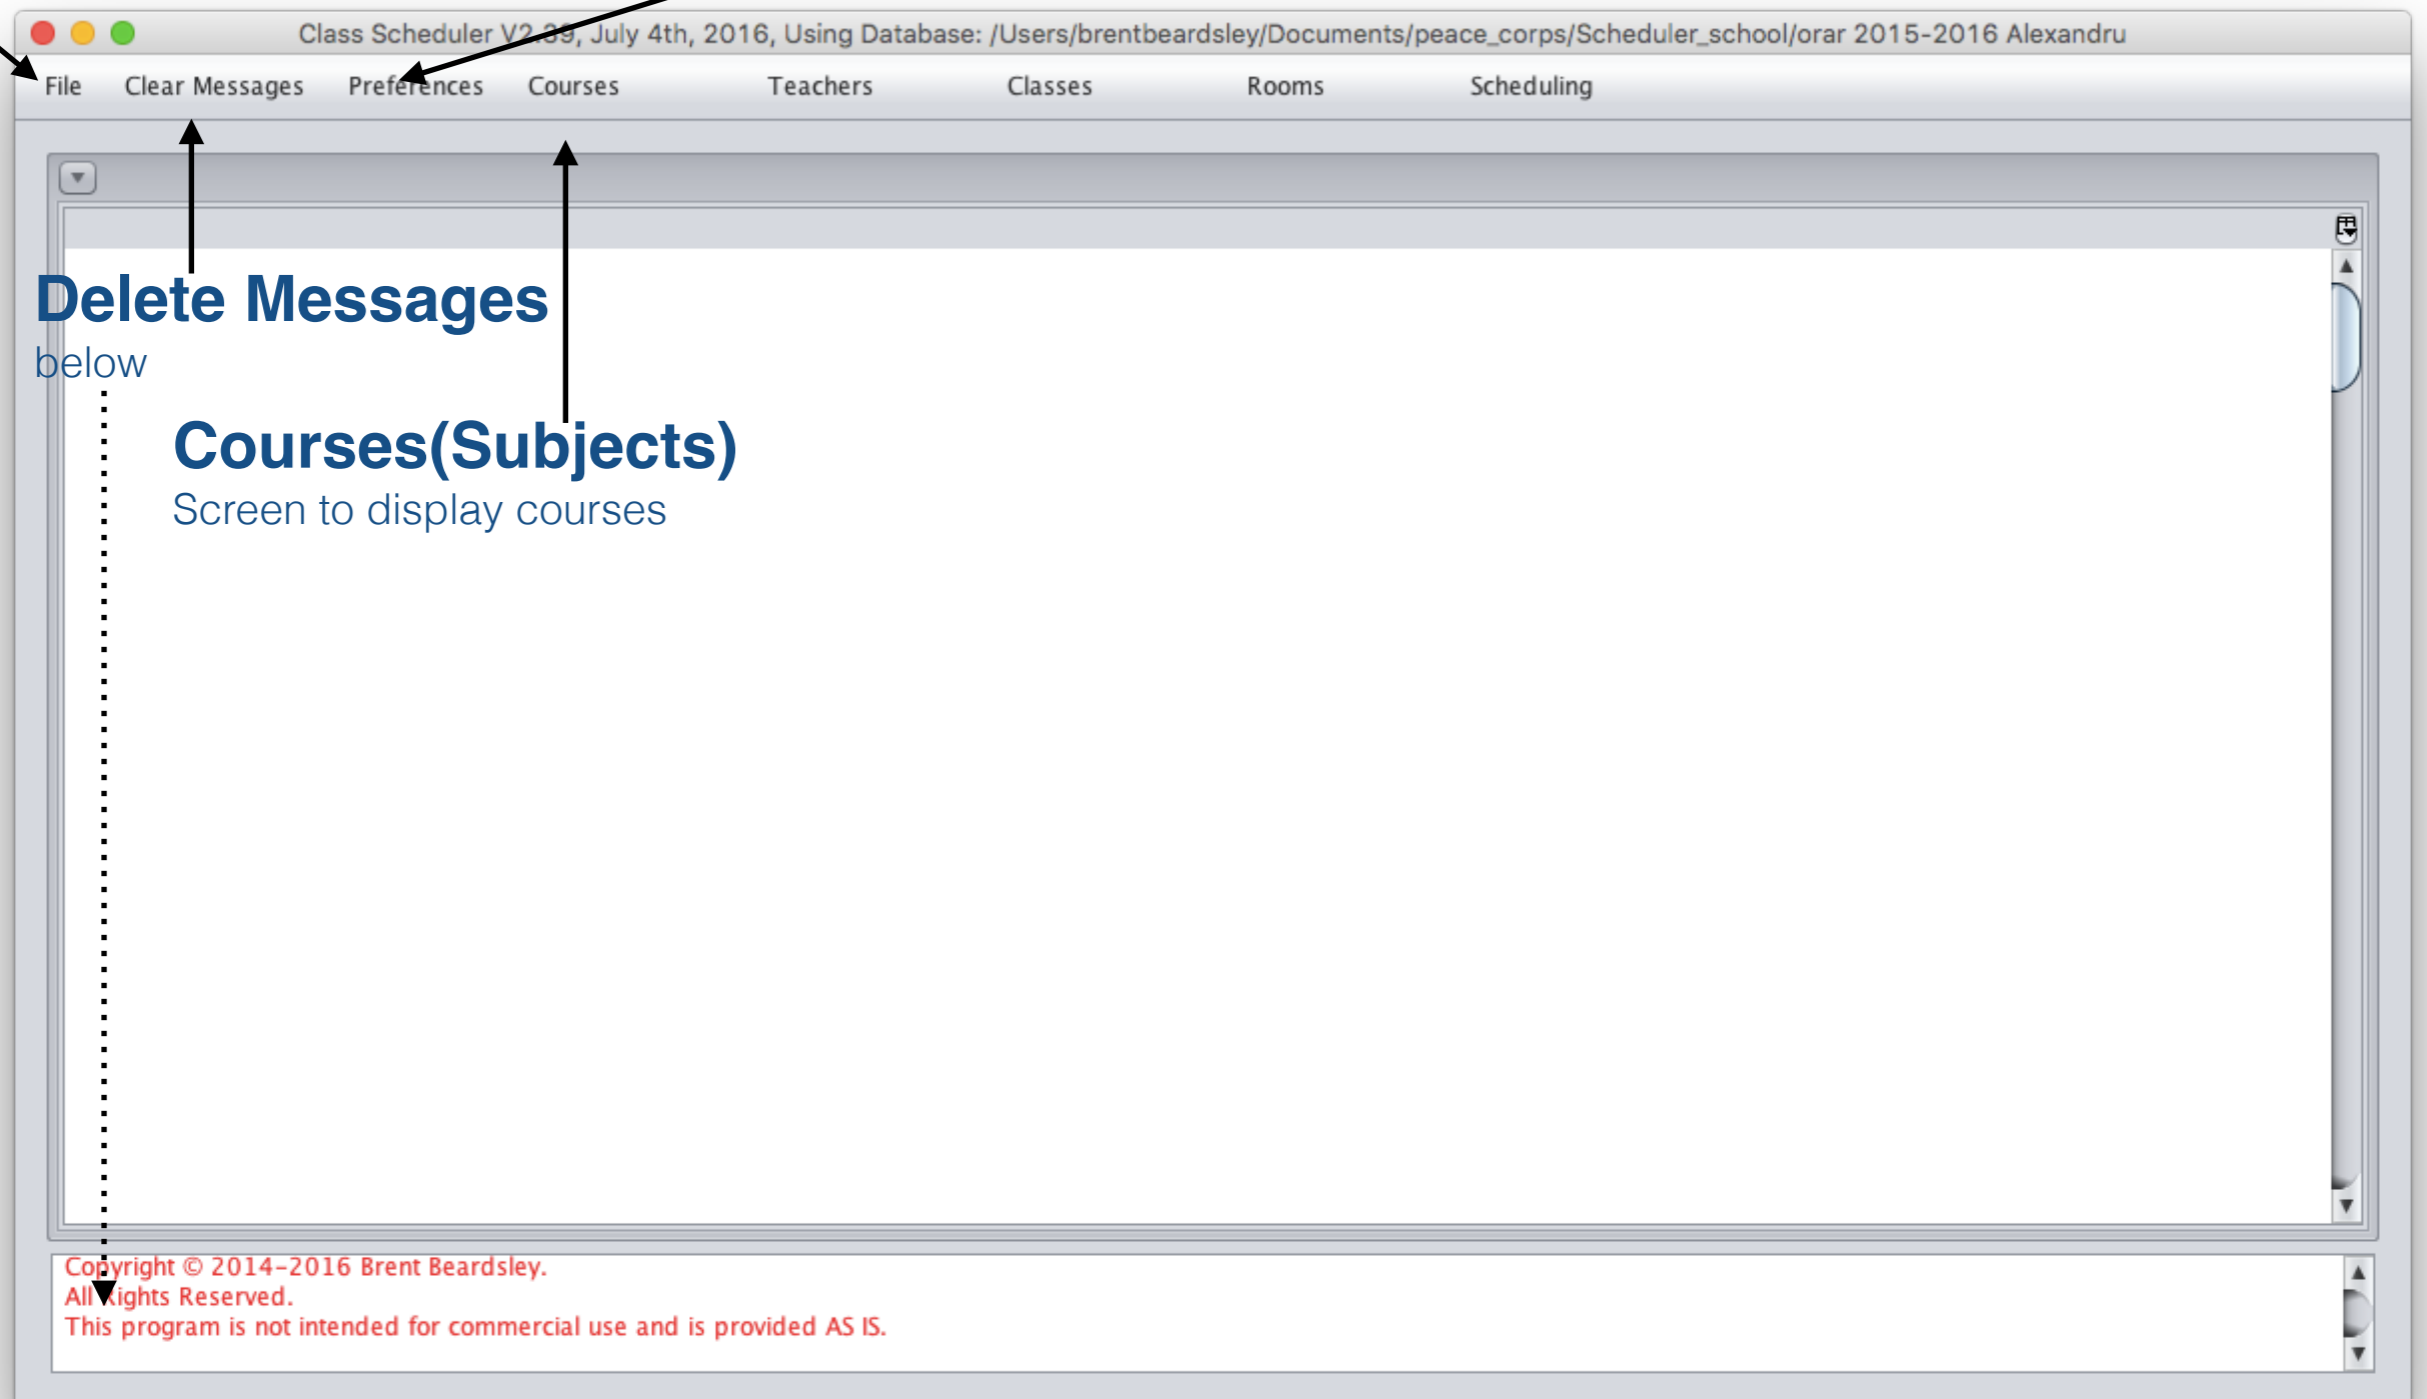 Class Scheduler V2.39, July 4th, 2016, Using Database: /Users/brentbeardsley/Documents/peace_corps/Scheduler_school/orar 2015-2016 Alexandru
File Clear Messages Preferences Courses Teachers Classes Rooms Scheduling
Delete Messages
below
Courses(Subjects)
Screen to display courses
Copyright © 2014-2016 Brent Beardsley.
All Rights Reserved.
This program is not intended for commercial use and is provided AS IS.